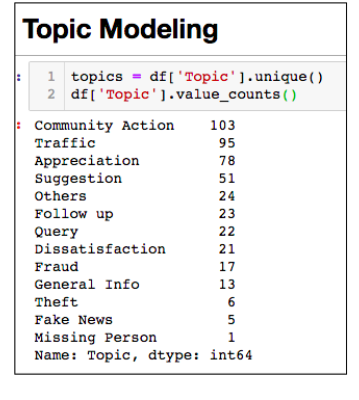 Topic Modeling
: 1 topics = df['Topic'].unique()
2 df['Topic'].value_counts()
: Community Action 103
Traffic 95
Appreciation 78
Suggestion 51
Others 24
Follow up 23
Query 22
Dissatisfaction 21
Fraud 17
General Info 13
Theft 6
Fake News 5
Missing Person 1
Name: Topic, dtype: int64